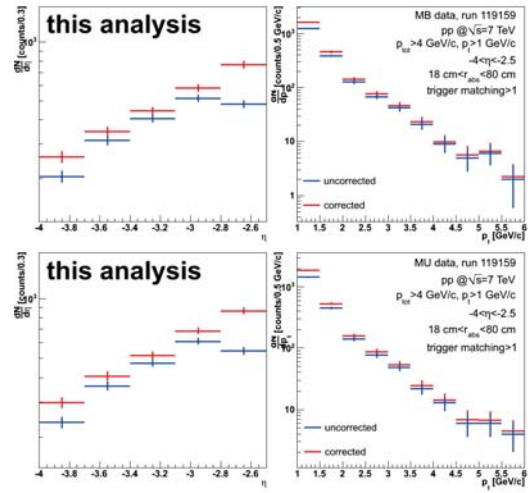 this analysis
dN/dη [counts/0.3]
10³
-4 -3.8 -3.6 -3.4 -3.2 -3 -2.8 -2.6
η
dN/dp_t [counts/0.5 GeV/c]
MB data, run 119159
pp @√s=7 TeV
p_tot>4 GeV/c, p_t>1 GeV/c
-4<η<-2.5
18 cm<r_abs<80 cm
trigger matching>1
10³
10²
10
1
uncorrected
corrected
1 1.5 2 2.5 3 3.5 4 4.5 5 5.5 6
p_t [GeV/c]
this analysis
dN/dη [counts/0.3]
10³
-4 -3.8 -3.6 -3.4 -3.2 -3 -2.8 -2.6
η
dN/dp_t [counts/0.5 GeV/c]
MU data, run 119159
pp @√s=7 TeV
p_tot>4 GeV/c, p_t>1 GeV/c
-4<η<-2.5
18 cm<r_abs<80 cm
trigger matching>1
10³
10²
10
uncorrected
corrected
1 1.5 2 2.5 3 3.5 4 4.5 5 5.5 6
p_t [GeV/c]